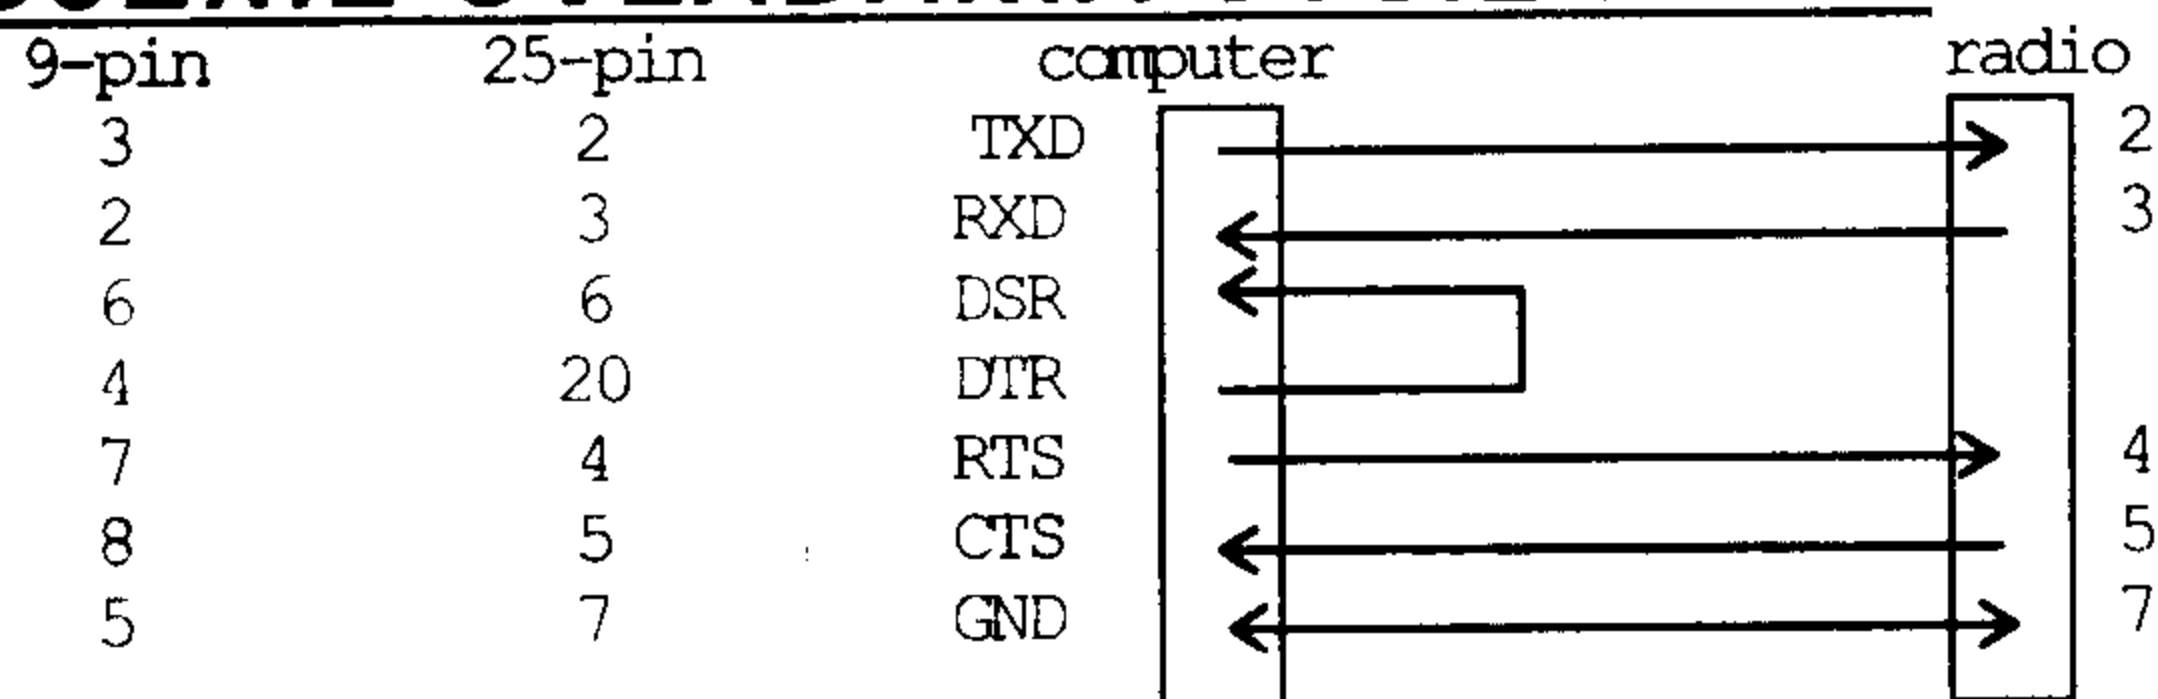 9-pin 25-pin computer radio
3 2 TXD 2
2 3 RXD 3
6 6 DSR
4 20 DTR
7 4 RTS 4
8 5 CTS 5
5 7 GND 7